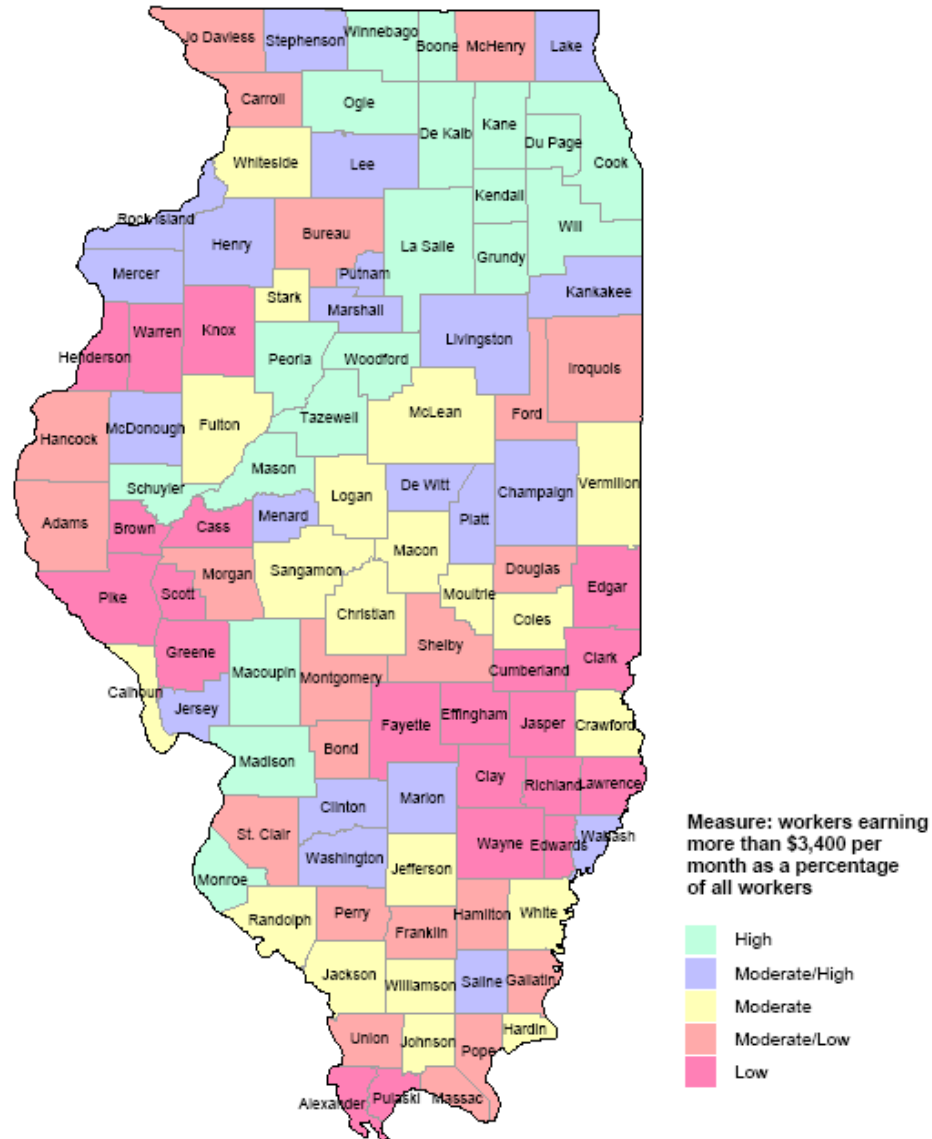 Jo Daviess
Stephenson
Winnebago
Boone
McHenry
Lake
Carroll
Ogle
De Kalb
Kane
Du Page
Cook
Whiteside
Lee
Kendall
Will
Rock Island
Henry
Bureau
La Salle
Grundy
Mercer
Putnam
Kankakee
Stark
Marshall
Henderson
Warren
Knox
Peoria
Woodford
Livingston
Iroquois
Hancock
McDonough
Fulton
Tazewell
McLean
Ford
Mason
Schuyler
Logan
De Witt
Champaign
Vermilion
Adams
Brown
Cass
Menard
Piatt
Macon
Pike
Scott
Morgan
Sangamon
Christian
Moultrie
Douglas
Edgar
Coles
Greene
Macoupin
Shelby
Cumberland
Clark
Calhoun
Jersey
Montgomery
Fayette
Effingham
Jasper
Crawford
Madison
Bond
Clay
Richland
Lawrence
Clinton
Marion
St. Clair
Washington
Wayne
Edwards
Wabash
Jefferson
Monroe
Randolph
Perry
Franklin
Hamilton
White
Jackson
Williamson
Saline
Gallatin
Union
Johnson
Pope
Hardin
Alexander
Pulaski
Massac
Measure: workers earning
more than $3,400 per
month as a percentage
of all workers
High
Moderate/High
Moderate
Moderate/Low
Low